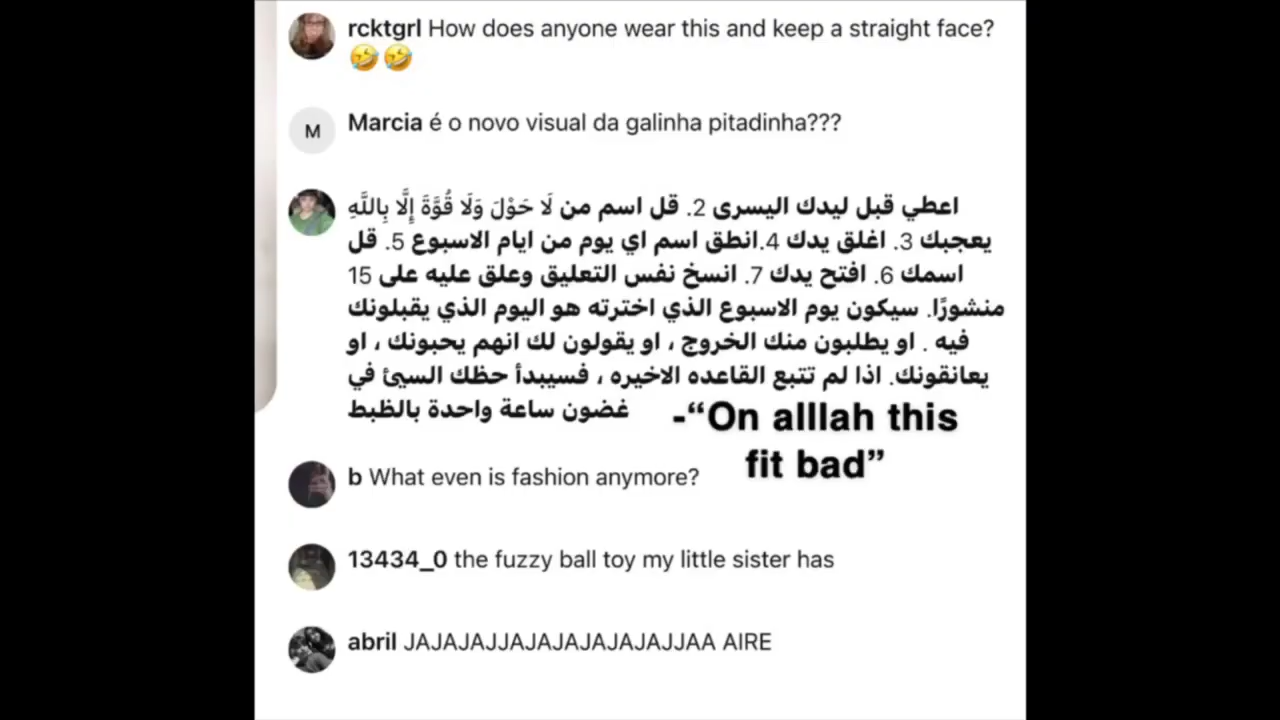 rcktgrl How does anyone wear this and keep a straight face?
🤣🤣
M
Marcia é o novo visual da galinha pitadinha???
اعطي قبل ليدك اليسرى 2. قل اسم من لَا حَوْلَ وَلَا قُوَّةَ إِلَّا بِاللَّهِ
يعجبك 3. اغلق يدك 4.انطق اسم اي يوم من ايام الاسبوع 5. قل
اسمك 6. افتح يدك 7. انسخ نفس التعليق وعلق عليه على 15
منشورًا. سيكون يوم الاسبوع الذي اخترته هو اليوم الذي يقبلونك
فيه . او يطلبون منك الخروج ، او يقولون لك انهم يحبونك ، او
يعانقونك. اذا لم تتبع القاعده الاخيره ، فسيبدأ حظك السيئ في
غضون ساعة واحدة بالظبط
-“On alllah this
fit bad”
b What even is fashion anymore?
13434_0 the fuzzy ball toy my little sister has
abril JAJAJAJJAJAJAJAJAJAJJAA AIRE